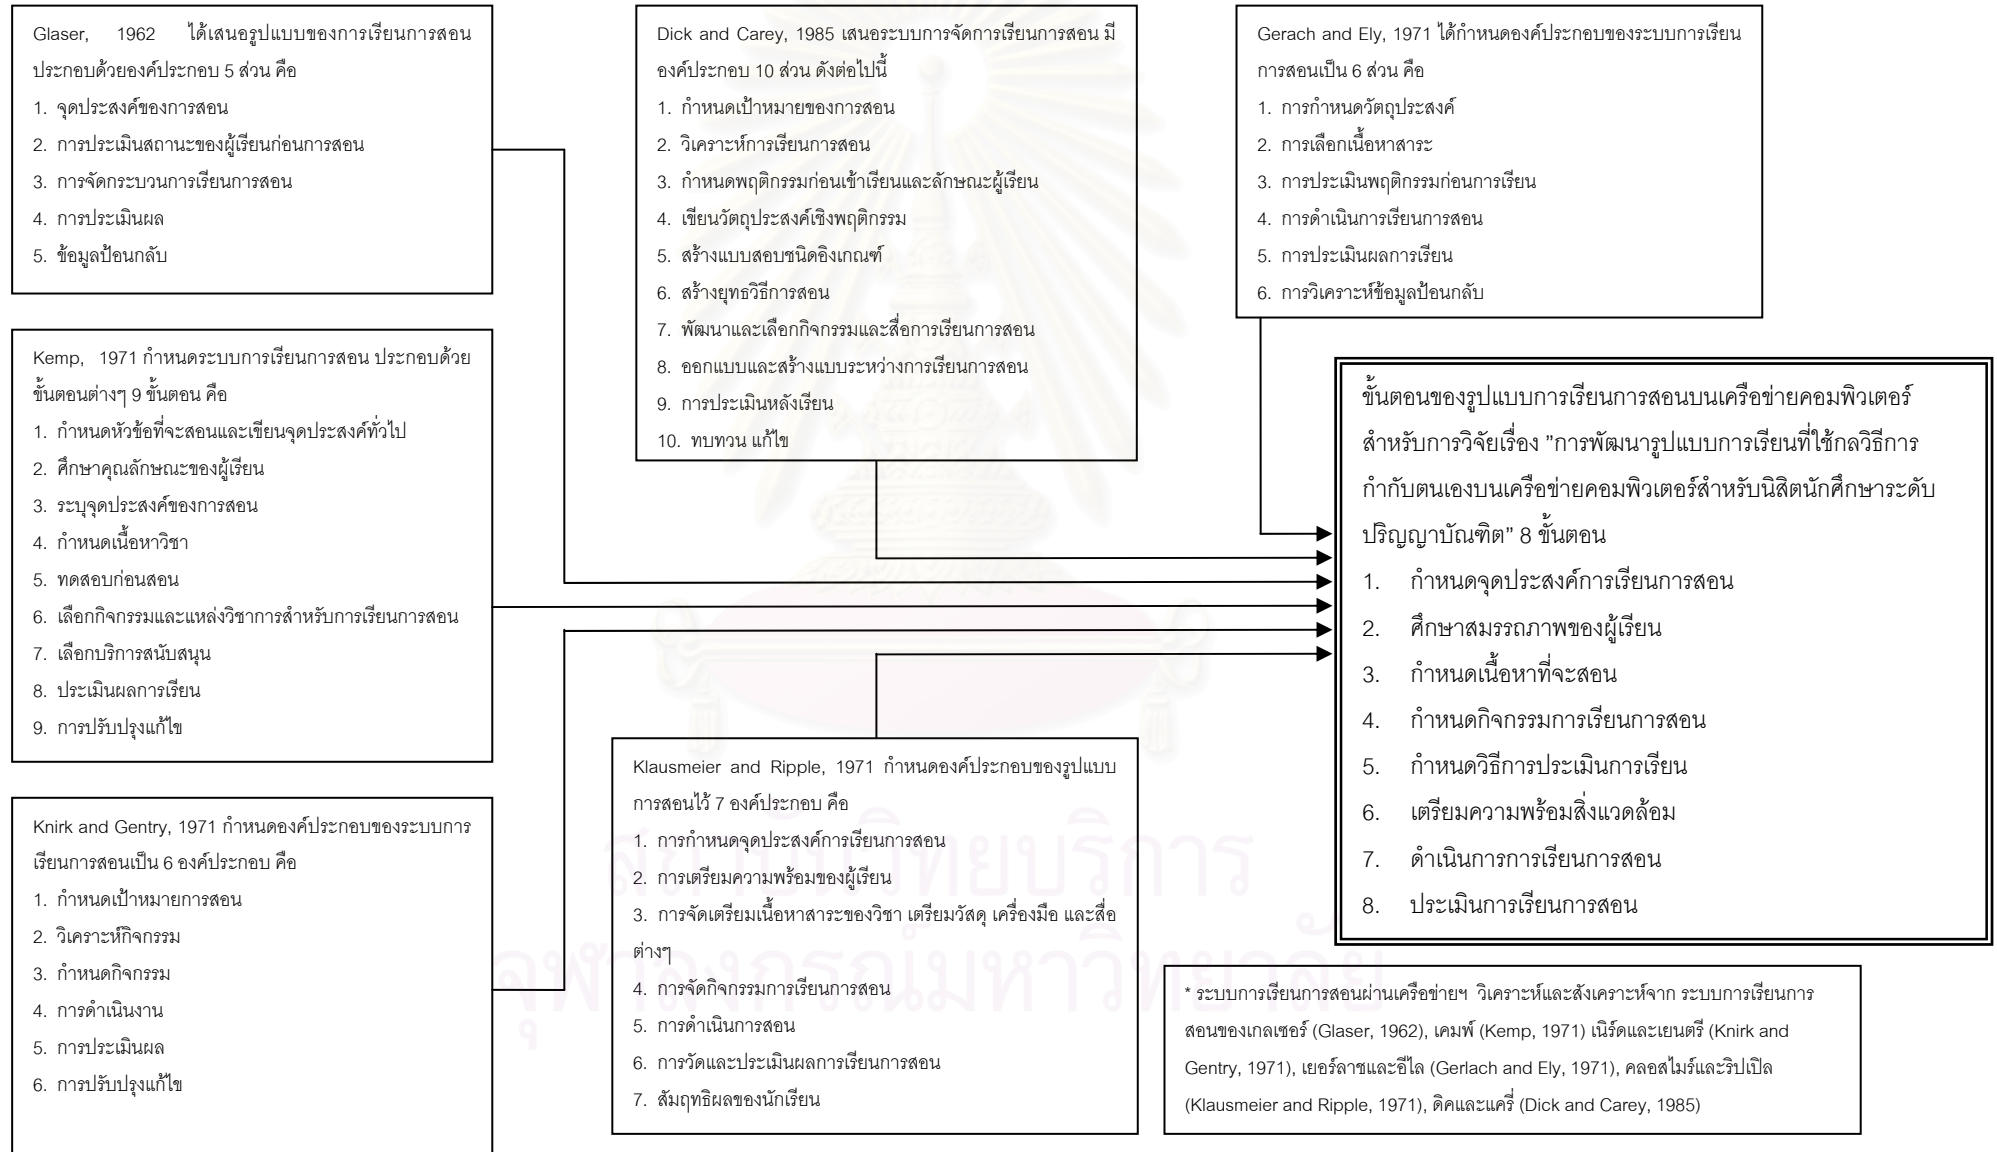 Glaser, 1962 ได้เสนอรูปแบบของการเรียนการสอน
ประกอบด้วยองค์ประกอบ 5 ส่วน คือ
1. จุดประสงค์ของการสอน
2. การประเมินสถานะของผู้เรียนก่อนการสอน
3. การจัดกระบวนการเรียนการสอน
4. การประเมินผล
5. ข้อมูลป้อนกลับ
Kemp, 1971 กำหนดระบบการเรียนการสอน ประกอบด้วย
ขั้นตอนต่างๆ 9 ขั้นตอน คือ
1. กำหนดหัวข้อที่จะสอนและเขียนจุดประสงค์ทั่วไป
2. ศึกษาคุณลักษณะของผู้เรียน
3. ระบุจุดประสงค์ของการสอน
4. กำหนดเนื้อหาวิชา
5. ทดสอบก่อนสอน
6. เลือกกิจกรรมและแหล่งวิชาการสำหรับการเรียนการสอน
7. เลือกบริการสนับสนุน
8. ประเมินผลการเรียน
9. การปรับปรุงแก้ไข
Knirk and Gentry, 1971 กำหนดองค์ประกอบของระบบการ
เรียนการสอนเป็น 6 องค์ประกอบ คือ
1. กำหนดเป้าหมายการสอน
2. วิเคราะห์กิจกรรม
3. กำหนดกิจกรรม
4. การดำเนินงาน
5. การประเมินผล
6. การปรับปรุงแก้ไข
Dick and Carey, 1985 เสนอระบบการจัดการเรียนการสอน มี
องค์ประกอบ 10 ส่วน ดังต่อไปนี้
1. กำหนดเป้าหมายของการสอน
2. วิเคราะห์การเรียนการสอน
3. กำหนดพฤติกรรมก่อนเข้าเรียนและลักษณะผู้เรียน
4. เขียนวัตถุประสงค์เชิงพฤติกรรม
5. สร้างแบบสอบชนิดอิงเกณฑ์
6. สร้างยุทธวิธีการสอน
7. พัฒนาและเลือกกิจกรรมและสื่อการเรียนการสอน
8. ออกแบบและสร้างแบบระหว่างการเรียนการสอน
9. การประเมินหลังเรียน
10. ทบทวน แก้ไข
Klausmeier and Ripple, 1971 กำหนดองค์ประกอบของรูปแบบ
การสอนไว้ 7 องค์ประกอบ คือ
1. การกำหนดจุดประสงค์การเรียนการสอน
2. การเตรียมความพร้อมของผู้เรียน
3. การจัดเตรียมเนื้อหาสาระของวิชา เตรียมวัสดุ เครื่องมือ และสื่อ
ต่างๆ
4. การจัดกิจกรรมการเรียนการสอน
5. การดำเนินการสอน
6. การวัดและประเมินผลการเรียนการสอน
7. สัมฤทธิผลของนักเรียน
Gerach and Ely, 1971 ได้กำหนดองค์ประกอบของระบบการเรียน
การสอนเป็น 6 ส่วน คือ
1. การกำหนดวัตถุประสงค์
2. การเลือกเนื้อหาสาระ
3. การประเมินพฤติกรรมก่อนการเรียน
4. การดำเนินการเรียนการสอน
5. การประเมินผลการเรียน
6. การวิเคราะห์ข้อมูลป้อนกลับ
ขั้นตอนของรูปแบบการเรียนการสอนบนเครือข่ายคอมพิวเตอร์
สำหรับการวิจัยเรื่อง "การพัฒนารูปแบบการเรียนที่ใช้กลวิธีการ
กำกับตนเองบนเครือข่ายคอมพิวเตอร์สำหรับนิสิตนักศึกษาระดับ
ปริญญาบัณฑิต" 8 ขั้นตอน
1. กำหนดจุดประสงค์การเรียนการสอน
2. ศึกษาสมรรถภาพของผู้เรียน
3. กำหนดเนื้อหาที่จะสอน
4. กำหนดกิจกรรมการเรียนการสอน
5. กำหนดวิธีการประเมินการเรียน
6. เตรียมความพร้อมสิ่งแวดล้อม
7. ดำเนินการการเรียนการสอน
8. ประเมินการเรียนการสอน
* ระบบการเรียนการสอนผ่านเครือข่ายฯ วิเคราะห์และสังเคราะห์จาก ระบบการเรียนการ
สอนของเกลเซอร์ (Glaser, 1962), เคมพ์ (Kemp, 1971) เนิร์ดและเยนตรี (Knirk and
Gentry, 1971), เยอร์ลาชและอีไล (Gerlach and Ely, 1971), คลอสไมร์และริปเปิล
(Klausmeier and Ripple, 1971), ดิคและแครี่ (Dick and Carey, 1985)
สถาบันวิทยบริการ
จุฬาลงกรณ์มหาวิทยาลัย